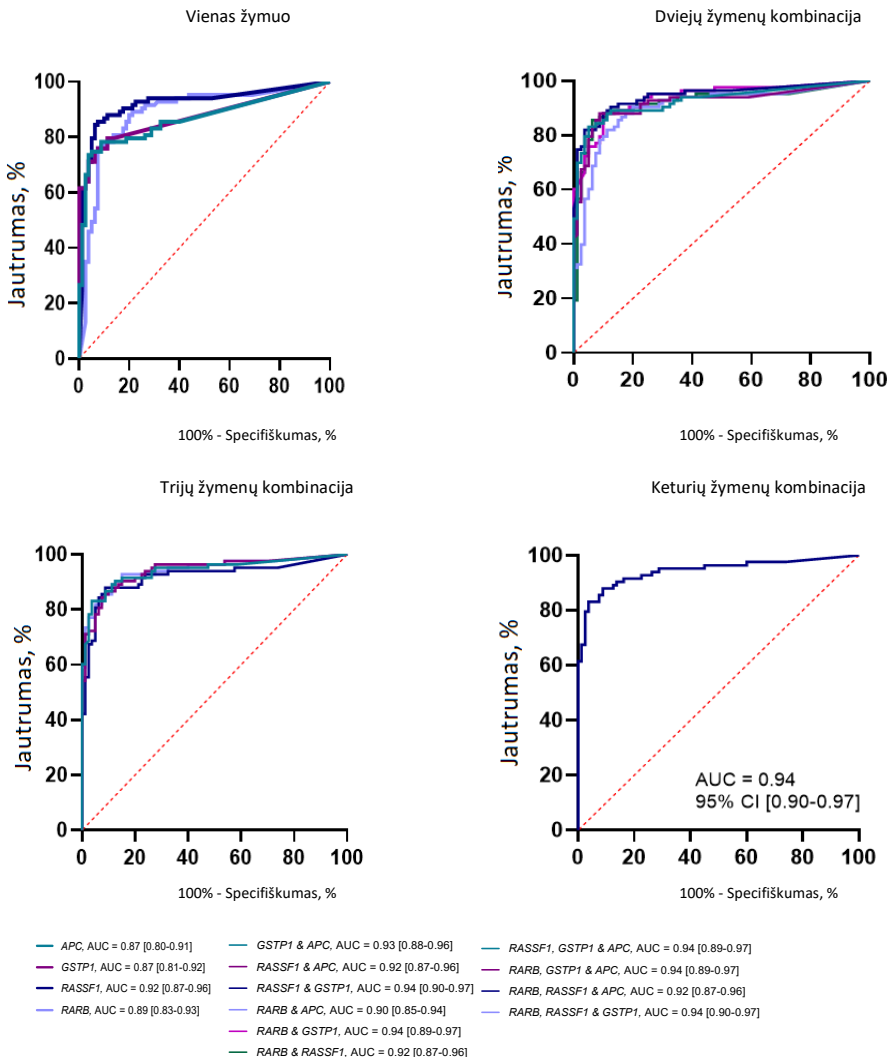 Vienas žymuo
Dviejų žymenų kombinacija
Jautrumas, %
100
80
60
40
20
0
0 20 40 60 80 100
100% - Specifiškumas, %
Jautrumas, %
100
80
60
40
20
0
0 20 40 60 80 100
100% - Specifiškumas, %
Trijų žymenų kombinacija
Keturių žymenų kombinacija
Jautrumas, %
100
80
60
40
20
0
0 20 40 60 80 100
100% - Specifiškumas, %
Jautrumas, %
100
80
60
40
20
0
AUC = 0.94
95% CI [0.90-0.97]
0 20 40 60 80 100
100% - Specifiškumas, %
APC, AUC = 0.87 [0.80-0.91]
GSTP1, AUC = 0.87 [0.81-0.92]
RASSF1, AUC = 0.92 [0.87-0.96]
RARB, AUC = 0.89 [0.83-0.93]
GSTP1 & APC, AUC = 0.93 [0.88-0.96]
RASSF1 & APC, AUC = 0.92 [0.87-0.96]
RASSF1 & GSTP1, AUC = 0.94 [0.90-0.97]
RARB & APC, AUC = 0.90 [0.85-0.94]
RARB & GSTP1, AUC = 0.94 [0.89-0.97]
RARB & RASSF1, AUC = 0.92 [0.87-0.96]
RASSF1, GSTP1 & APC, AUC = 0.94 [0.89-0.97]
RARB, GSTP1 & APC, AUC = 0.94 [0.89-0.97]
RARB, RASSF1 & APC, AUC = 0.92 [0.87-0.96]
RARB, RASSF1 & GSTP1, AUC = 0.94 [0.90-0.97]